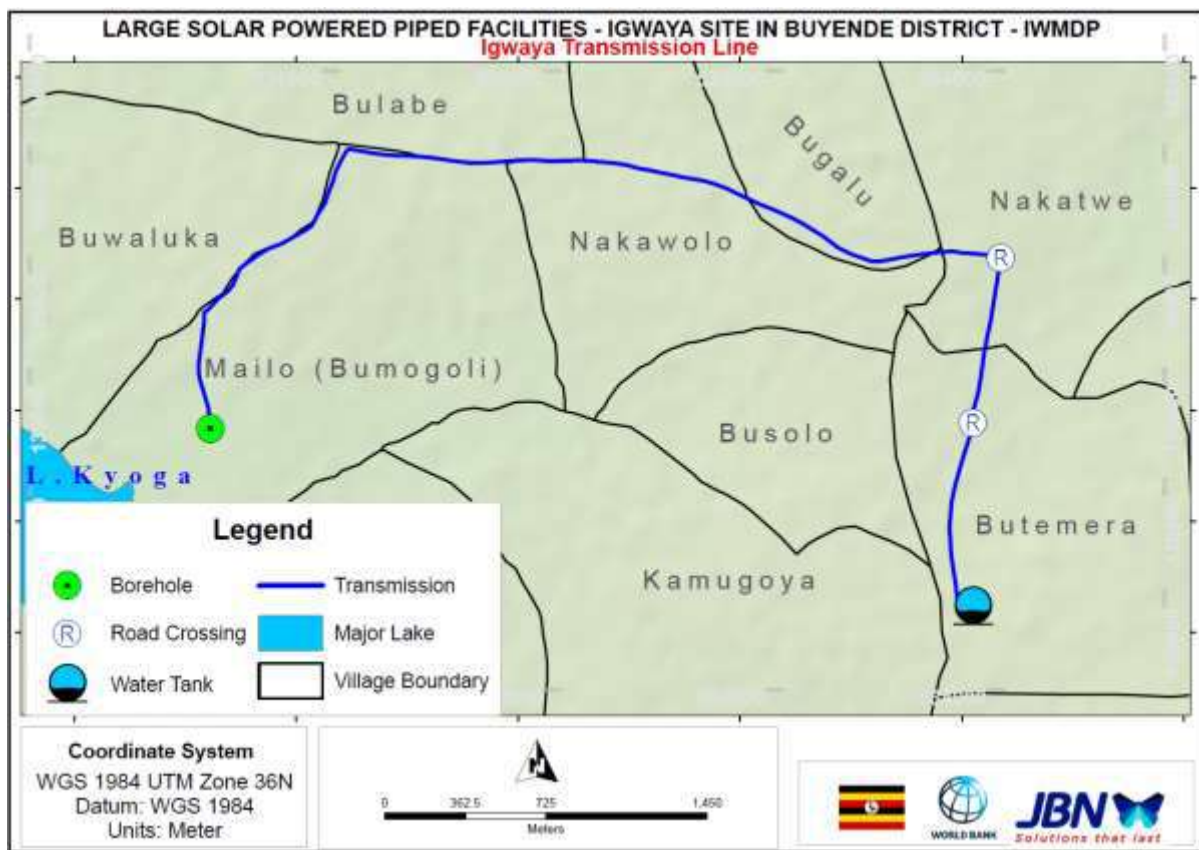 LARGE SOLAR POWERED PIPED FACILITIES - IGWAYA SITE IN BUYENDE DISTRICT - IWMDP
Igwaya Transmission Line
Bulabe
Bugalu
Nakatwe
Buwaluka
Nakawolo
R
Mailo (Bumogoli)
R
Busolo
L. Kyoga
Butemera
Kamugoya
Legend
Borehole
Transmission
R
Road Crossing
Major Lake
Water Tank
Village Boundary
Coordinate System
WGS 1984 UTM Zone 36N
Datum: WGS 1984
Units: Meter
N
0 362.5 725 1,450
Meters
WORLD BANK
JBN
Solutions that last